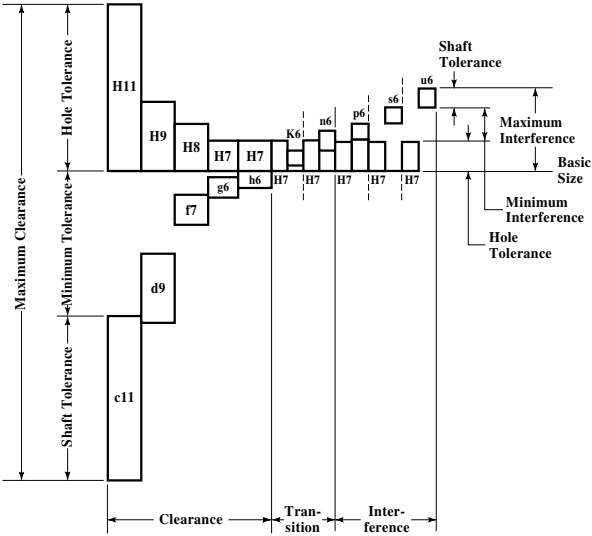 Shaft
Tolerance
u6
s6
p6
n6
K6
H11
H9
H8
H7
H7
Hole Tolerance
Maximum
Interference
Basic
Size
H7
H7
H7
H7
H7
h6
g6
f7
Minimum
Interference
Hole
Tolerance
Maximum Clearance
Minimum Tolerance
d9
Shaft Tolerance
c11
Clearance
Tran-
sition
Inter-
ference